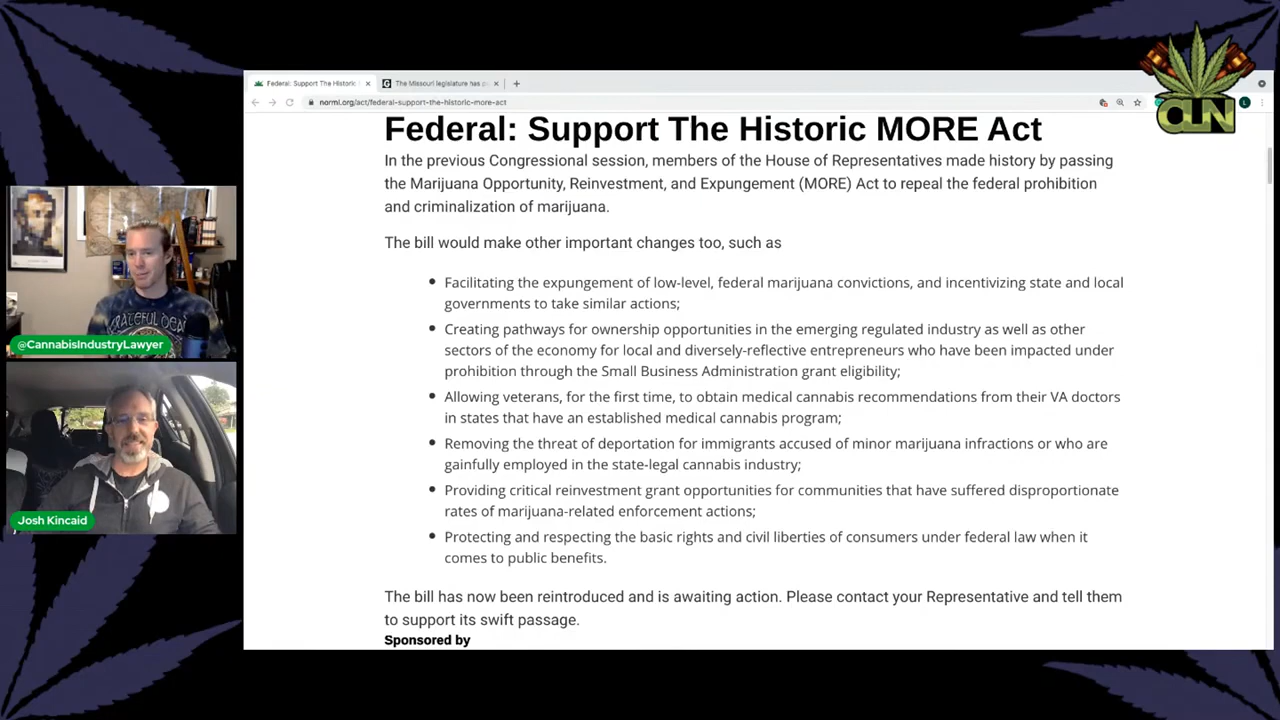 CLN
Federal: Support The Historic
The Missouri legislature has
norml.org/act/federal-support-the-historic-more-act
L
Federal: Support The Historic MORE Act
In the previous Congressional session, members of the House of Representatives made history by passing
the Marijuana Opportunity, Reinvestment, and Expungement (MORE) Act to repeal the federal prohibition
and criminalization of marijuana.
The bill would make other important changes too, such as
Facilitating the expungement of low-level, federal marijuana convictions, and incentivizing state and local
governments to take similar actions;
Creating pathways for ownership opportunities in the emerging regulated industry as well as other
sectors of the economy for local and diversely-reflective entrepreneurs who have been impacted under
prohibition through the Small Business Administration grant eligibility;
Allowing veterans, for the first time, to obtain medical cannabis recommendations from their VA doctors
in states that have an established medical cannabis program;
Removing the threat of deportation for immigrants accused of minor marijuana infractions or who are
gainfully employed in the state-legal cannabis industry;
Providing critical reinvestment grant opportunities for communities that have suffered disproportionate
rates of marijuana-related enforcement actions;
Protecting and respecting the basic rights and civil liberties of consumers under federal law when it
comes to public benefits.
The bill has now been reintroduced and is awaiting action. Please contact your Representative and tell them
to support its swift passage.
Sponsored by
GRATEFUL DEAD
@CannabisIndustryLawyer
Josh Kincaid